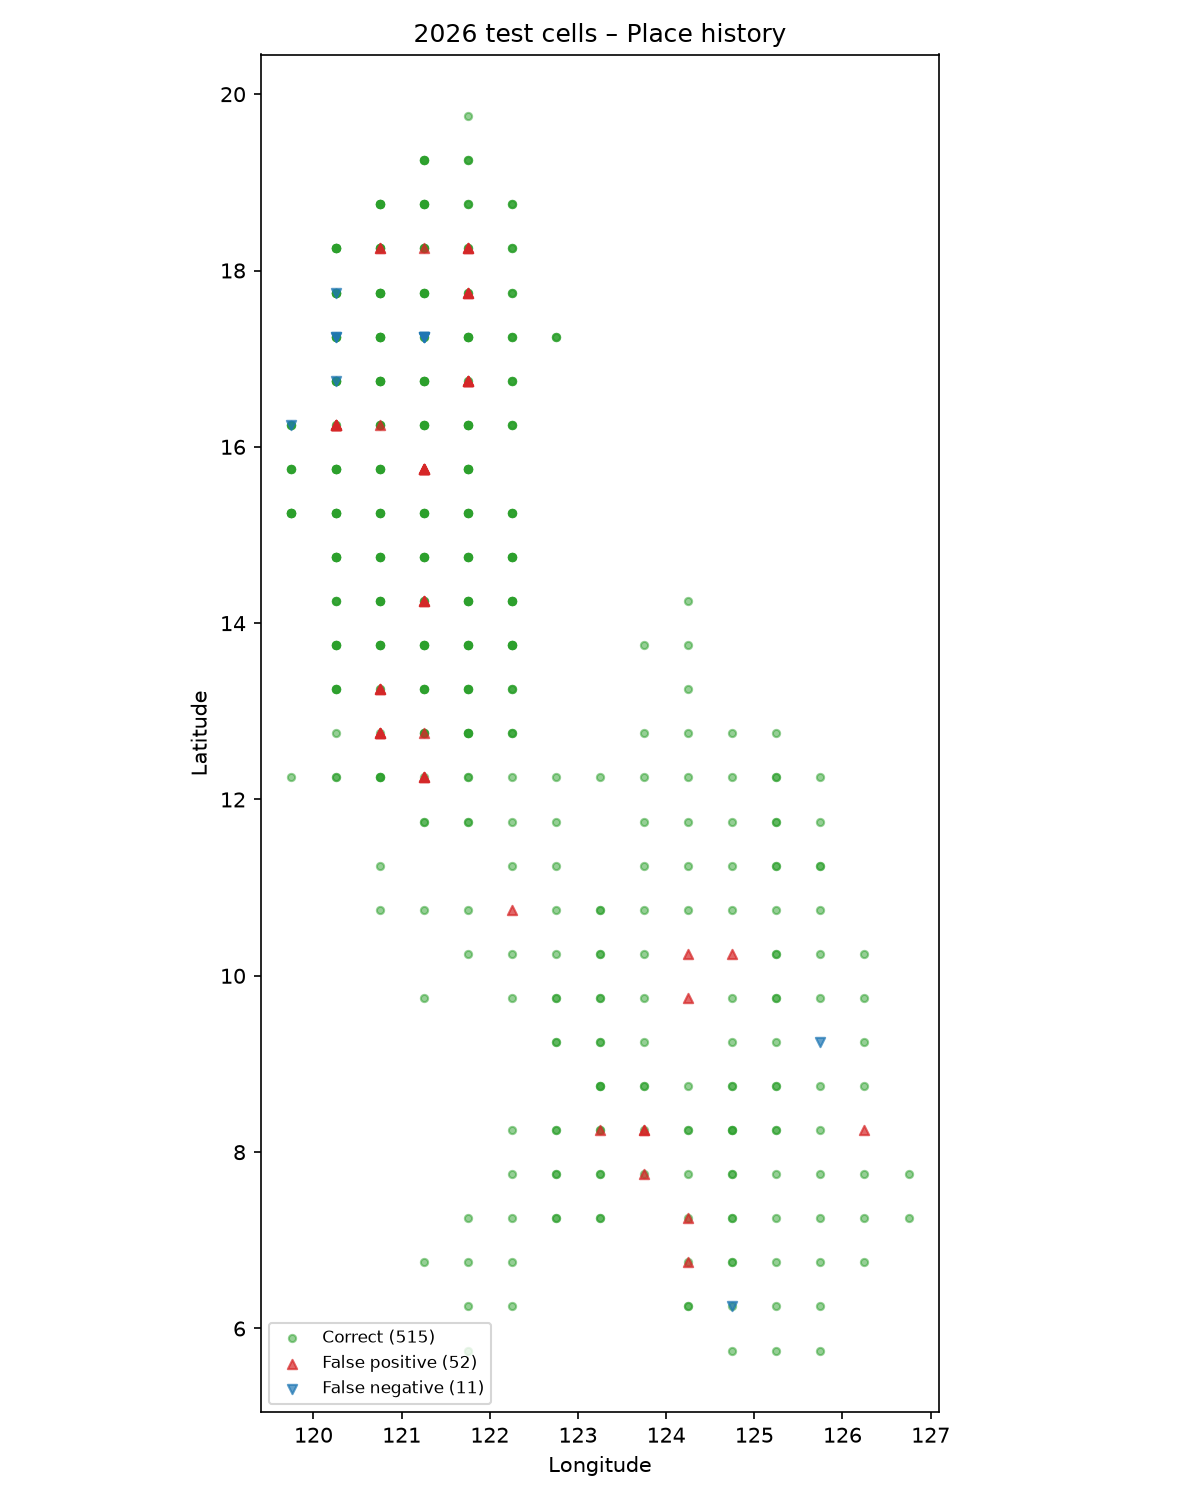 2026 test cells – Place history
20
18
16
14
12
10
8
6
Latitude
Correct (515)
False positive (52)
False negative (11)
120 121 122 123 124 125 126 127
Longitude